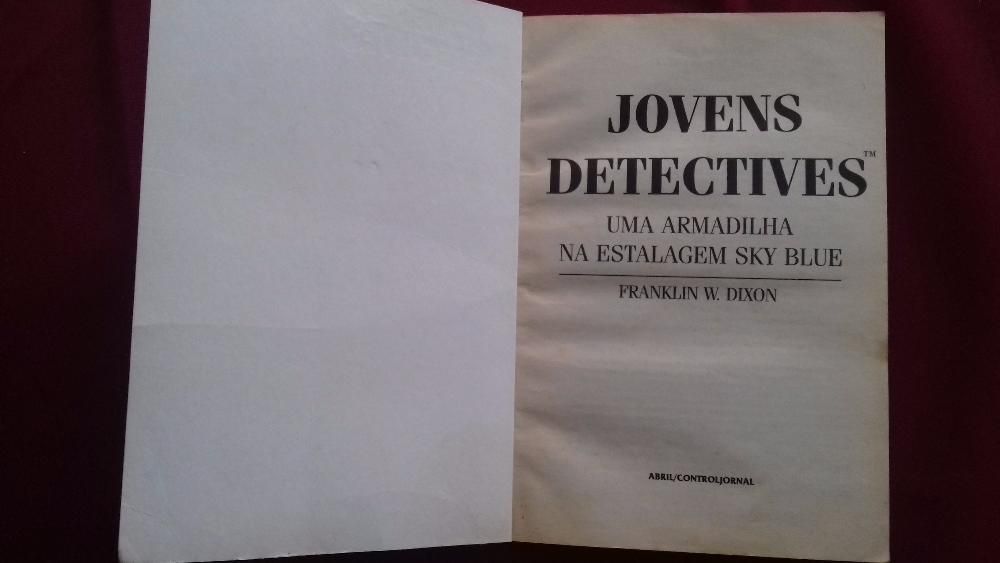 JOVENS
DETECTIVES™
UMA ARMADILHA
NA ESTALAGEM SKY BLUE
FRANKLIN W. DIXON
ABRIL/CONTROLJORNAL